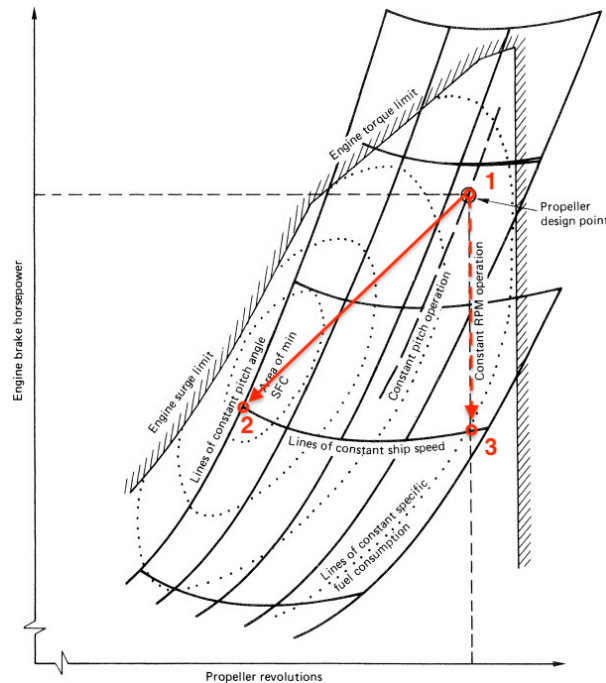 Engine torque limit
1
Propeller
design point
Engine brake horsepower
Constant pitch operation
Constant RPM operation
Engine surge limit
Lines of constant pitch angle
Area of min
SFC
2
3
Lines of constant ship speed
Lines of constant specific
fuel consumption
Propeller revolutions